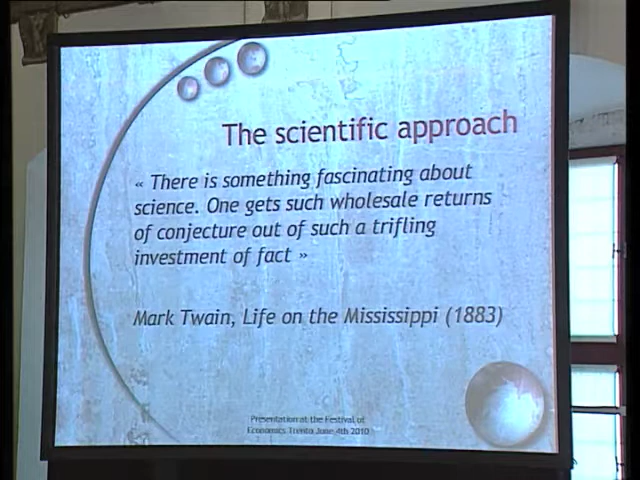 The scientific approach
« There is something fascinating about
science. One gets such wholesale returns
of conjecture out of such a trifling
investment of fact »
Mark Twain, Life on the Mississippi (1883)
Presentation at the Festival of
Economics Trento June 4th 2010